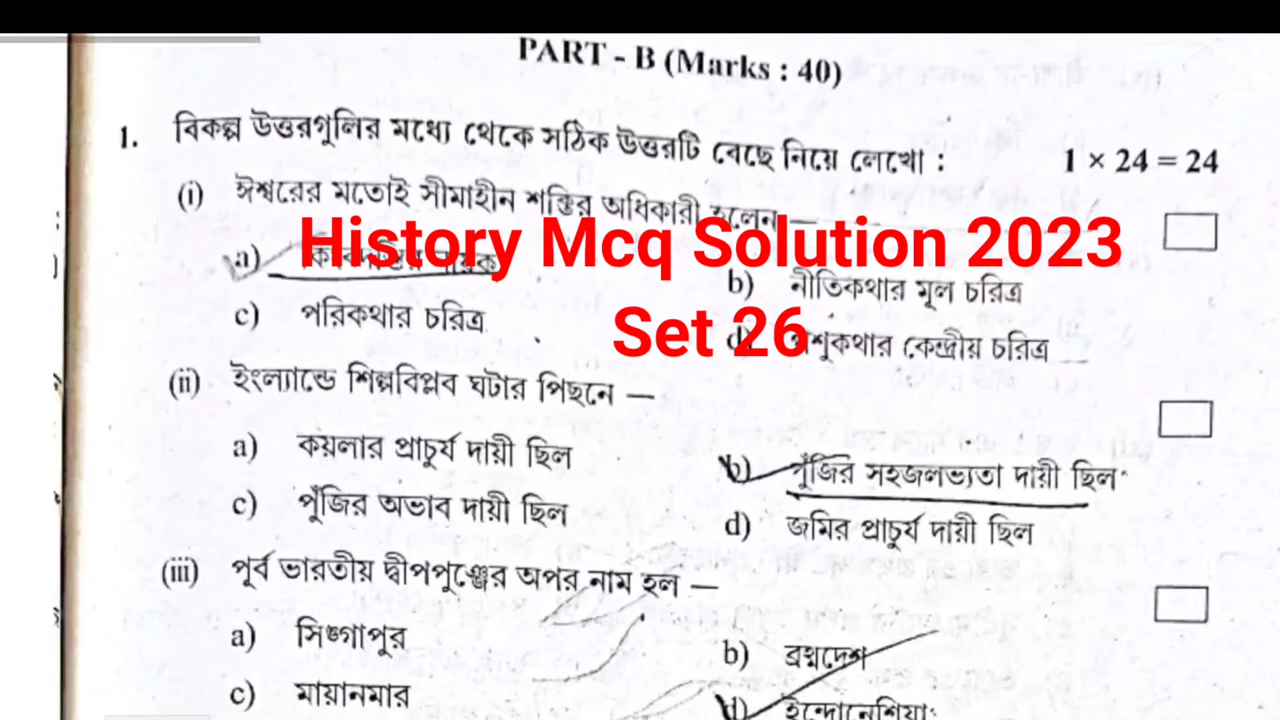 PART - B (Marks : 40)
1. বিকল্প উত্তরগুলির মধ্যে থেকে সঠিক উত্তরটি বেছে নিয়ে লেখো : 1 × 24 = 24
(i) ঈশ্বরের মতোই সীমাহীন শক্তির অধিকারী হলেন —
History Mcq Solution 2023
a)
b) নীতিকথার মূল চরিত্র
Set 26
c) পরিকথার চরিত্র
d) পশুকথার কেন্দ্রীয় চরিত্র
(ii) ইংল্যান্ডে শিল্পবিপ্লব ঘটার পিছনে —
a) কয়লার প্রাচুর্য দায়ী ছিল
b) পুঁজির সহজলভ্যতা দায়ী ছিল
c) পুঁজির অভাব দায়ী ছিল
d) জমির প্রাচুর্য দায়ী ছিল
(iii) পূর্ব ভারতীয় দ্বীপপুঞ্জের অপর নাম হল —
a) সিঙ্গাপুর
b) ব্রহ্মদেশ
c) মায়ানমার
d) ইন্দোনেশিয়া